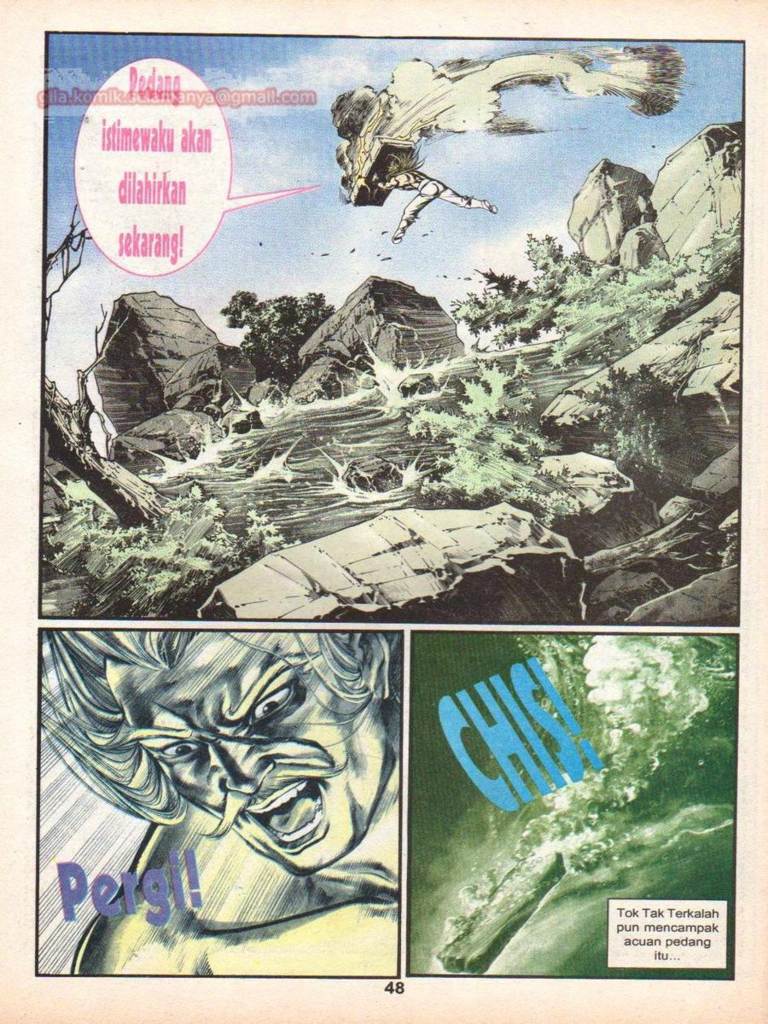 Pedang
istimewaku akan
dilahirkan
sekarang!
Pergi!
CHIS!
Tok Tak Terkalah
pun mencampak
acuan pedang
itu...
48